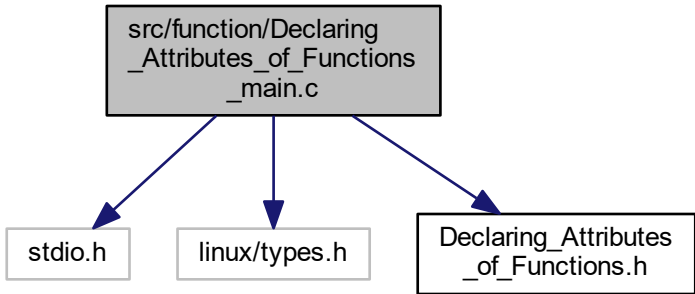 src/function/Declaring
_Attributes_of_Functions
_main.c
stdio.h
linux/types.h
Declaring_Attributes
_of_Functions.h